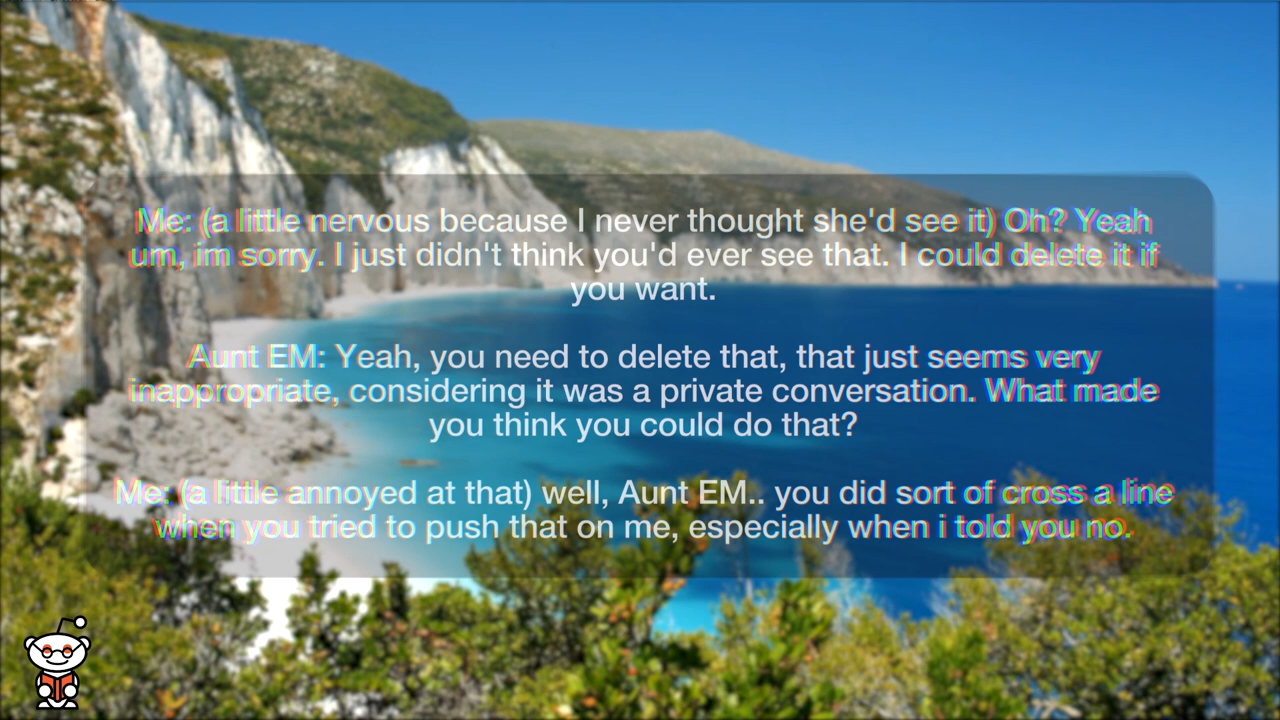 Me: (a little nervous because I never thought she'd see it) Oh? Yeah
um, im sorry. I just didn't think you'd ever see that. I could delete it if
you want.
Aunt EM: Yeah, you need to delete that, that just seems very
inappropriate, considering it was a private conversation. What made
you think you could do that?
Me: (a little annoyed at that) well, Aunt EM.. you did sort of cross a line
when you tried to push that on me, especially when i told you no.